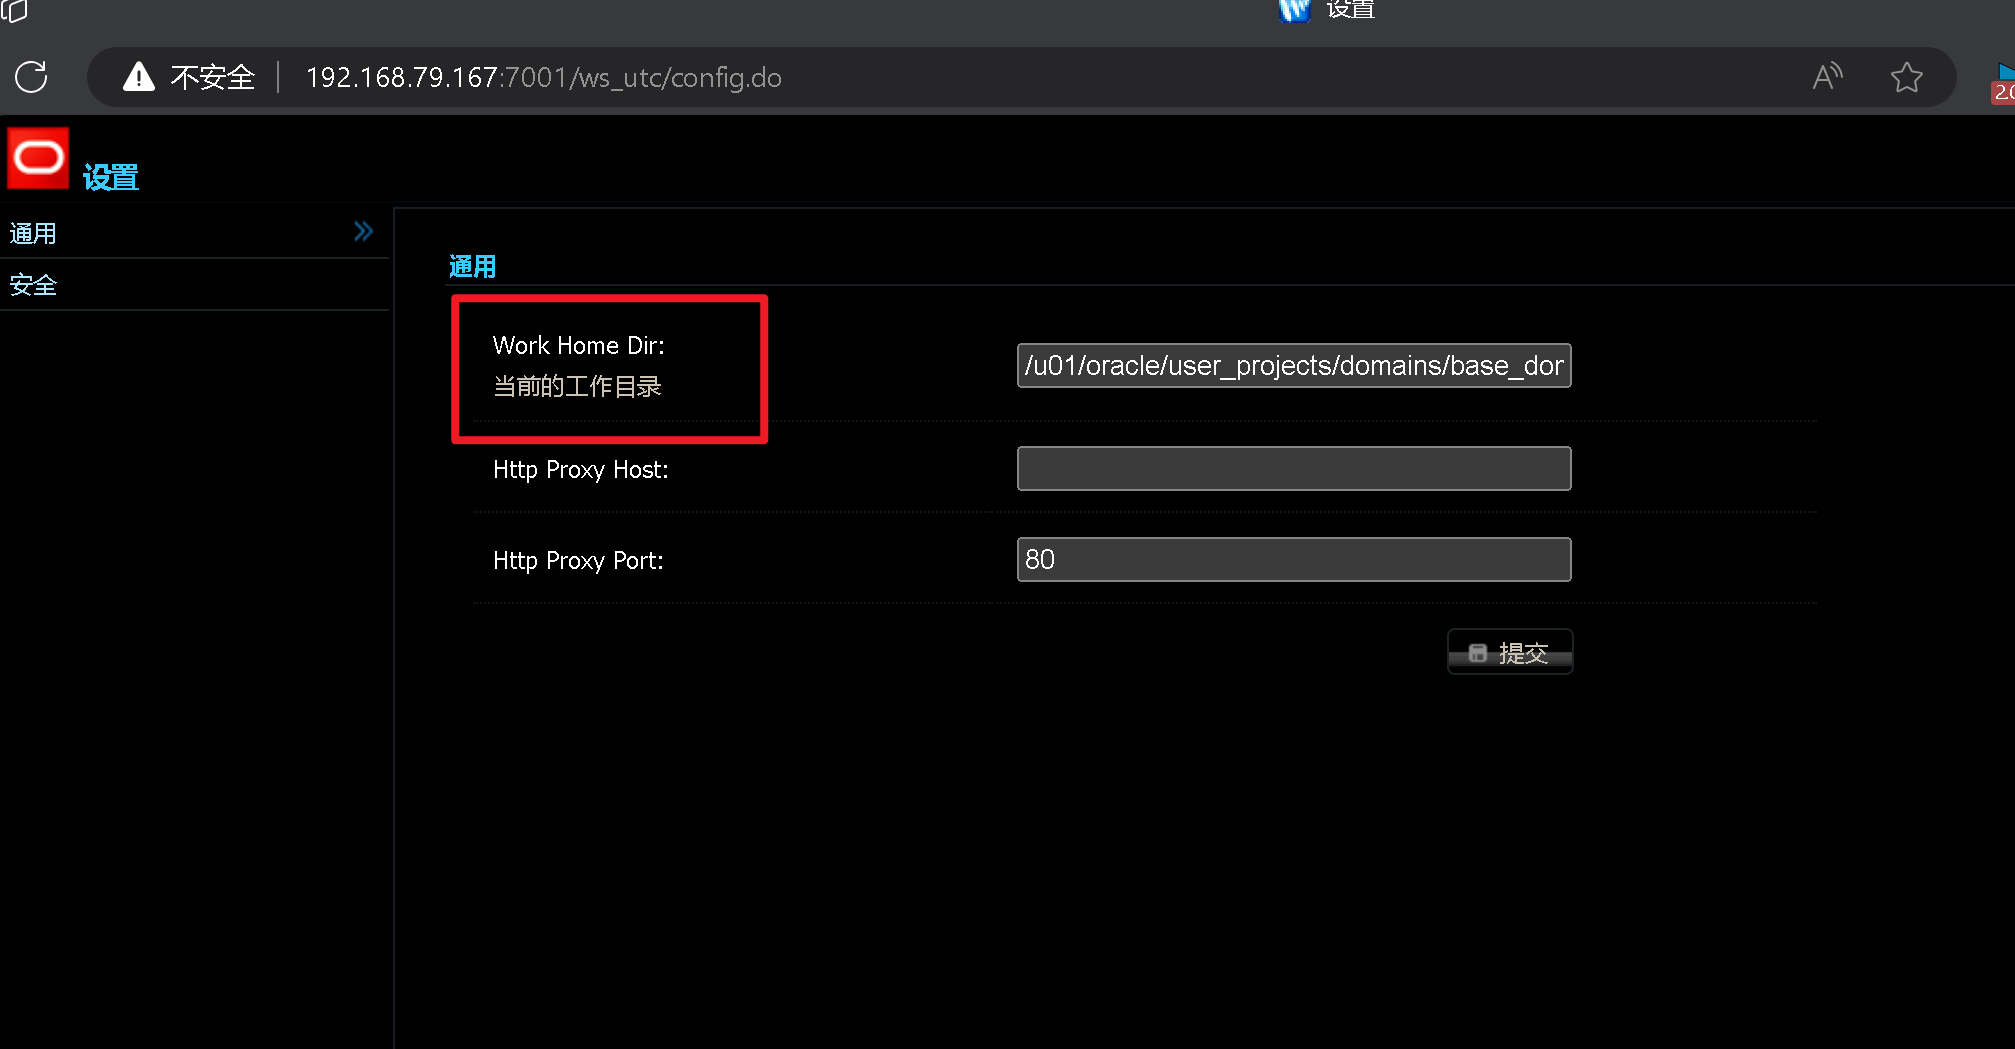 设置
不安全 192.168.79.167:7001/ws_utc/config.do
设置
通用
安全
通用
Work Home Dir:
当前的工作目录
/u01/oracle/user_projects/domains/base_dor
Http Proxy Host:
Http Proxy Port:
80
提交